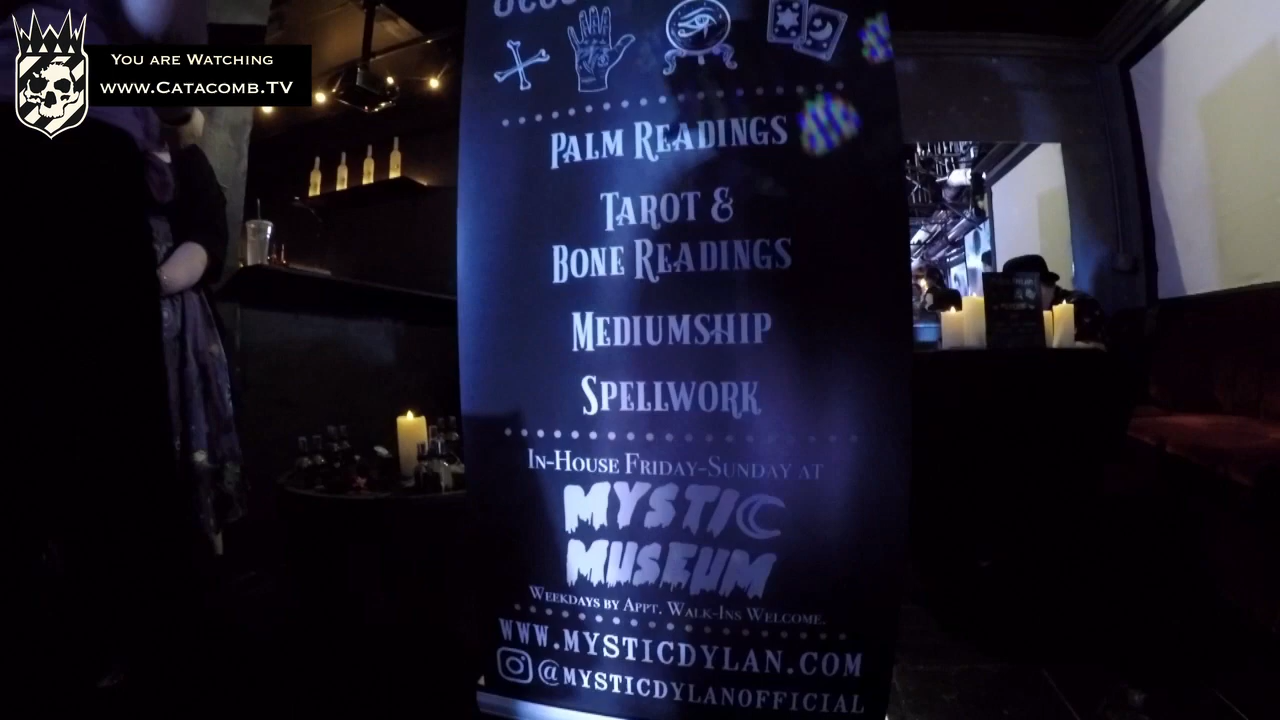 You are Watching
www.Catacomb.TV
Palm Readings
Tarot &
Bone Readings
Mediumship
Spellwork
In-House Friday-Sunday at
Mystic
Museum
Weekdays by Appt. Walk-Ins Welcome.
www.mysticdylan.com
@mysticdylanofficial